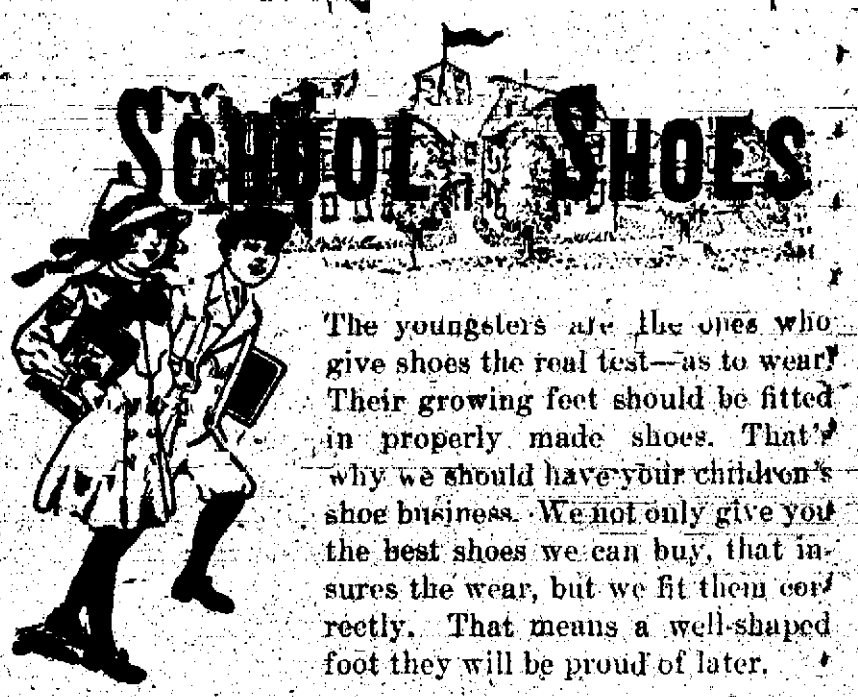 SCHOOL SHOES
The youngsters are the ones who
give shoes the real test—as to wear.
Their growing feet should be fitted
in properly made shoes. That's
why we should have your children's
shoe business. We not only give you
the best shoes we can buy, that in-
sures the wear, but we fit them cor-
rectly. That means a well-shaped
foot they will be proud of later.